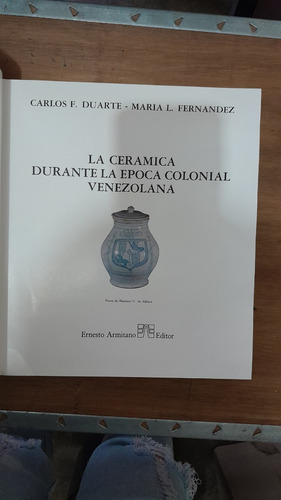 CARLOS F. DUARTE - MARIA L. FERNANDEZ
LA CERAMICA
DURANTE LA EPOCA COLONIAL
VENEZOLANA
Ernesto Armitano Editor